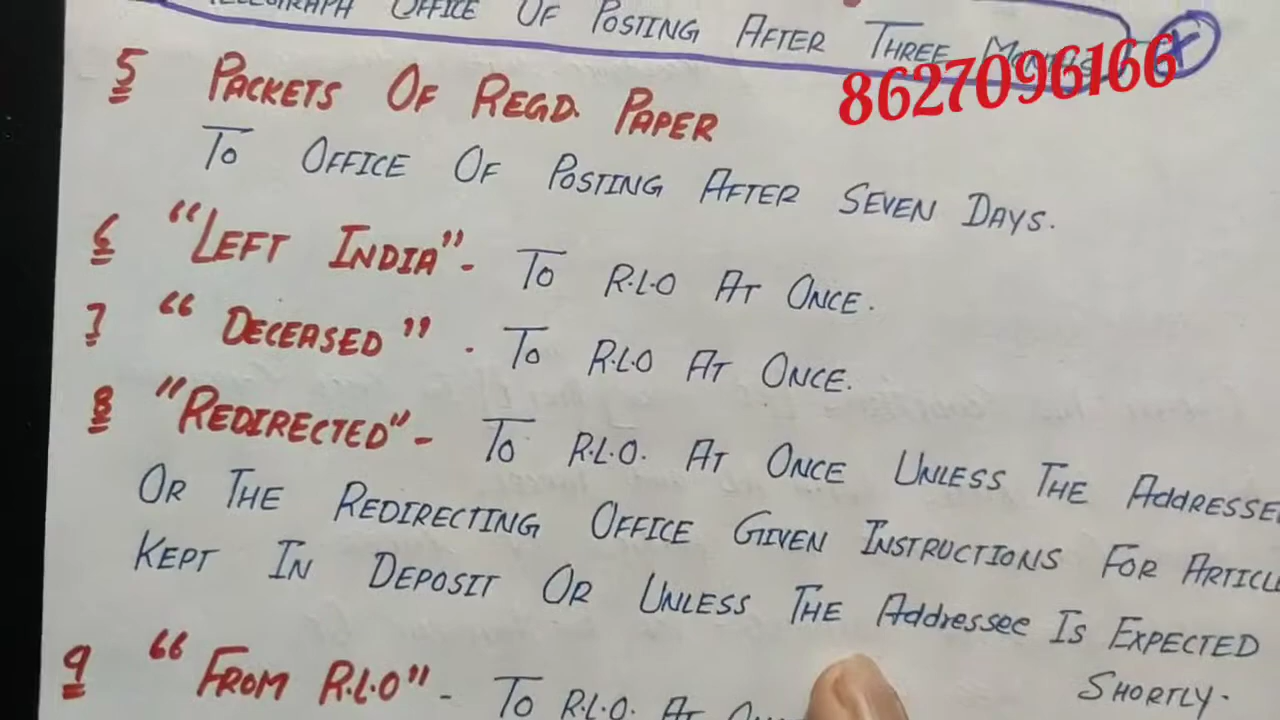 OFFICE OF POSTING AFTER THREE
8627096166
5 PACKETS OF REGD. PAPER
TO OFFICE OF POSTING AFTER SEVEN DAYS.
6 "LEFT INDIA"- TO R.L.O AT ONCE.
7 "DECEASED". TO R.L.O AT ONCE.
8 "REDIRECTED"- TO R.L.O. AT ONCE UNLESS THE ADDRESSEE
OR THE REDIRECTING OFFICE GIVEN INSTRUCTIONS FOR ARTICL
KEPT IN DEPOSIT OR UNLESS THE Addressee IS EXPECTED
SHORTLY.
9 "FROM R.L.O"- TO R.L.O. AT